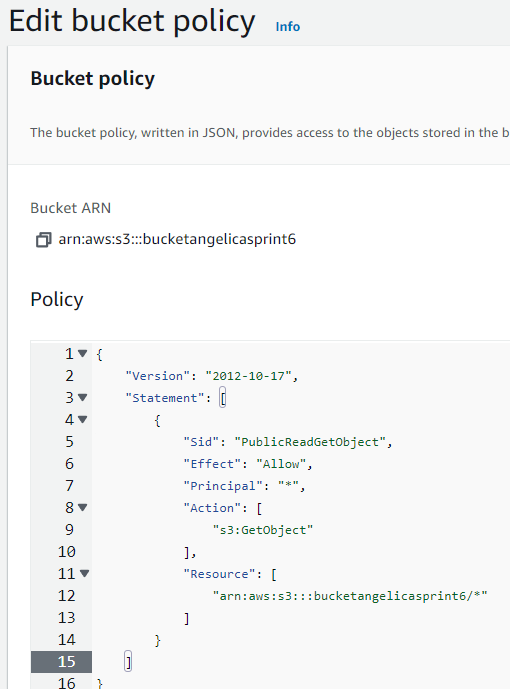 Edit bucket policy Info
Bucket policy
The bucket policy, written in JSON, provides access to the objects stored in the b
Bucket ARN
arn:aws:s3:::bucketangelicasprint6
Policy
1 {
2 "Version": "2012-10-17",
3 "Statement": [
4 {
5 "Sid": "PublicReadGetObject",
6 "Effect": "Allow",
7 "Principal": "*",
8 "Action": [
9 "s3:GetObject"
10 ],
11 "Resource": [
12 "arn:aws:s3:::bucketangelicasprint6/*"
13 ]
14 }
15 ]
16 }